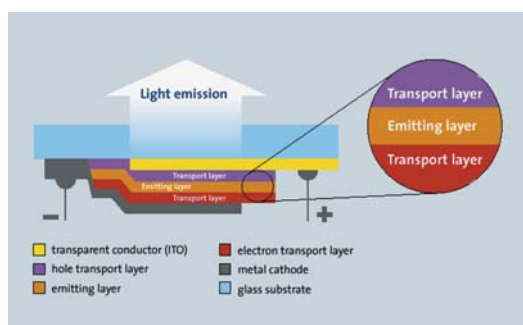 Light emission
Transport layer
Emitting layer
Transport layer
Transport layer
Emitting layer
Transport layer
− +
transparent conductor (ITO)
hole transport layer
emitting layer
electron transport layer
metal cathode
glass substrate